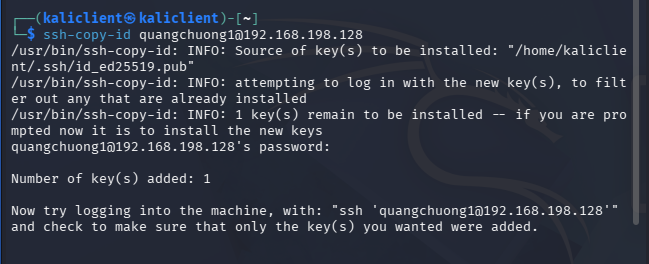 ┌──(kaliclient㉿kaliclient)-[~]
└─$ ssh-copy-id quangchuong1@192.168.198.128
/usr/bin/ssh-copy-id: INFO: Source of key(s) to be installed: "/home/kaliclie
nt/.ssh/id_ed25519.pub"
/usr/bin/ssh-copy-id: INFO: attempting to log in with the new key(s), to filt
er out any that are already installed
/usr/bin/ssh-copy-id: INFO: 1 key(s) remain to be installed -- if you are pro
mpted now it is to install the new keys
quangchuong1@192.168.198.128's password:
Number of key(s) added: 1
Now try logging into the machine, with: "ssh 'quangchuong1@192.168.198.128'"
and check to make sure that only the key(s) you wanted were added.